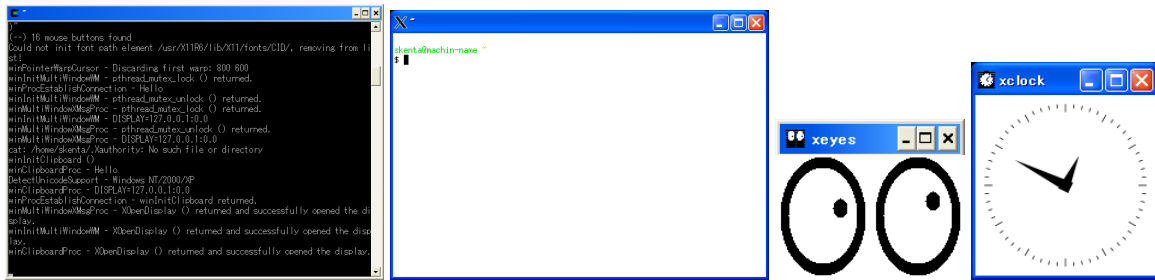 ~
)~
(--) 16 mouse buttons found
Could not init font path element /usr/X11R6/lib/X11/fonts/CID/, removing from li
st!
winPointerWarpCursor - Discarding first warp: 800 600
winInitMultiWindowWM - pthread_mutex_lock () returned.
winProcEstablishConnection - Hello
winInitMultiWindowWM - pthread_mutex_unlock () returned.
winMultiWindowXMsgProc - pthread_mutex_lock () returned.
winInitMultiWindowWM - DISPLAY=127.0.0.1:0.0
winMultiWindowXMsgProc - pthread_mutex_unlock () returned.
winMultiWindowXMsgProc - DISPLAY=127.0.0.1:0.0
cat: /home/skenta/.Xauthority: No such file or directory
winInitClipboard ()
winClipboardProc - Hello
DetectUnicodeSupport - Windows NT/2000/XP
winClipboardProc - DISPLAY=127.0.0.1:0.0
winProcEstablishConnection - winInitClipboard returned.
winMultiWindowXMsgProc - XOpenDisplay () returned and successfully opened the di
splay.
winInitMultiWindowWM - XOpenDisplay () returned and successfully opened the disp
lay.
winClipboardProc - XOpenDisplay () returned and successfully opened the display.
~
skenta@machin-name ~
$
xeyes
xclock